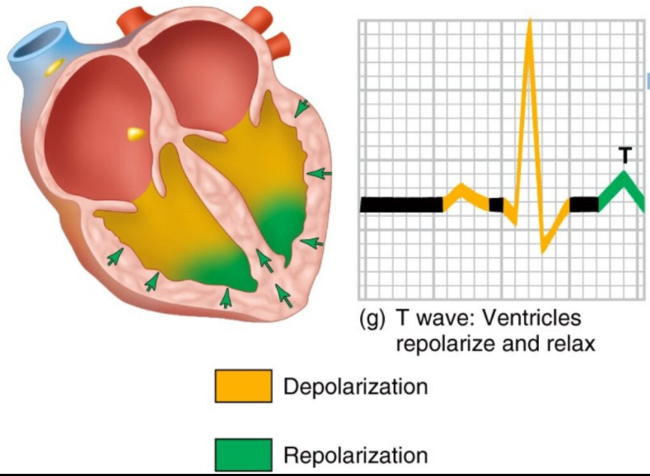 T
(g) T wave: Ventricles
repolarize and relax
Depolarization
Repolarization